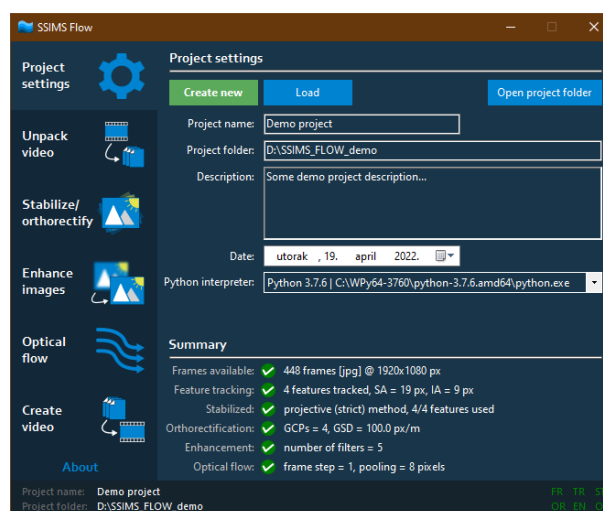 SSIMS Flow
Project settings
Project settings
Create new Load Open project folder
Project name: Demo project
Project folder: D:\SSIMS_FLOW_demo
Description: Some demo project description...
Unpack video
Stabilize/ orthorectify
Date: utorak , 19. april 2022.
Enhance images
Python interpreter: Python 3.7.6 | C:\WPy64-3760\python-3.7.6.amd64\python.exe
Optical flow
Summary
Frames available: 448 frames [jpg] @ 1920x1080 px
Feature tracking: 4 features tracked, SA = 19 px, IA = 9 px
Create video
Stabilized: projective (strict) method, 4/4 features used
Orthorectification: GCPs = 4, GSD = 100.0 px/m
Enhancement: number of filters = 5
About
Optical flow: frame step = 1, pooling = 8 pixels
Project name: Demo project
FR TR ST
Project folder: D:\SSIMS_FLOW_demo
OR EN